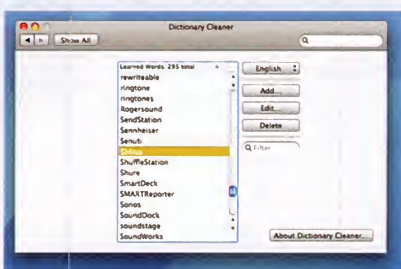 Dictionary Cleaner
Show All
Learned Words, 293 total
English
rewriteable
ringtone
Add...
ringtones
Rogersound
Edit...
SendStation
Sennheiser
Delete
Senuti
Filter
ShuffleStation
Shure
SmartDeck
SMARTReporter
Sonos
SoundDock
soundstage
SoundWorks
About Dictionary Cleaner...